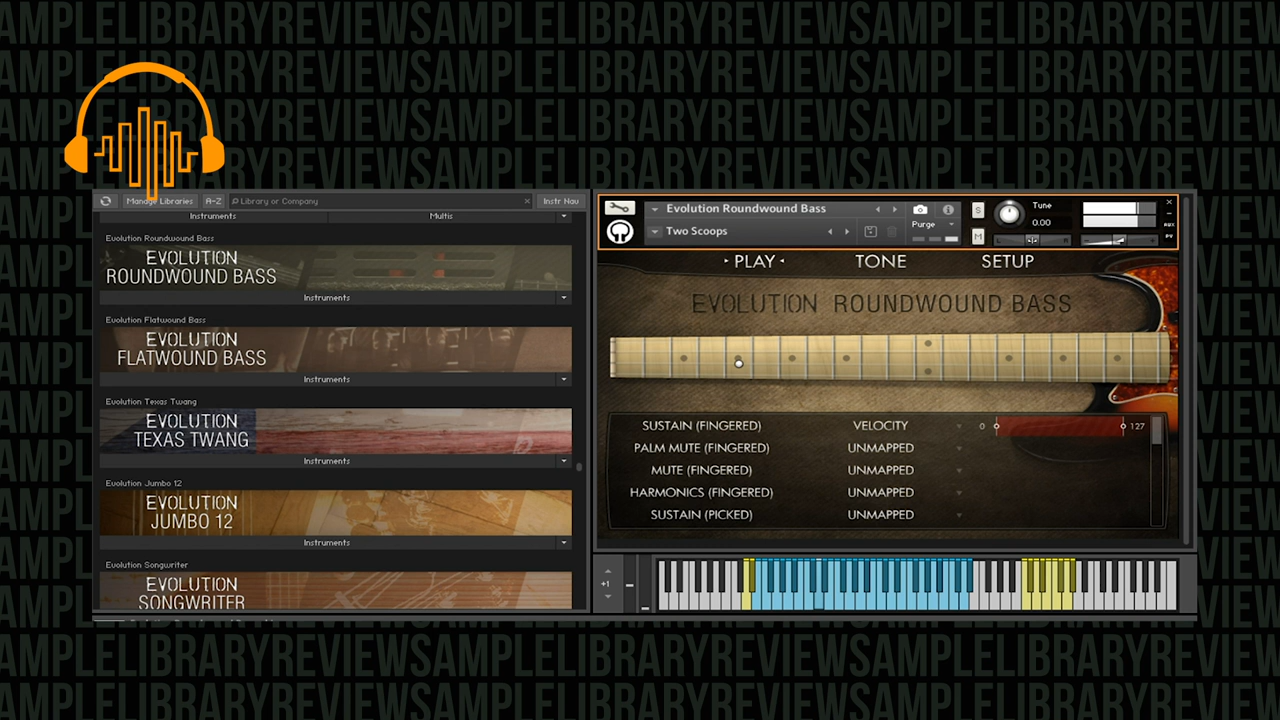 SAMPLELIBRARYREVIEWSAMPLELIBRARYREVIEWS
Manage Libraries
A-Z
Library or Company
Instr Nav
Instruments
Multis
Evolution Roundwound Bass
EVOLUTION
ROUNDWOUND BASS
Instruments
Evolution Flatwound Bass
EVOLUTION
FLATWOUND BASS
Instruments
Evolution Texas Twang
EVOLUTION
TEXAS TWANG
Instruments
Evolution Jumbo 12
EVOLUTION
JUMBO 12
Instruments
Evolution Songwriter
EVOLUTION
SONGWRITER
Evolution Roundwound Bass
Two Scoops
Purge
S
M
Tune
0.00
L
R
AUX
PV
PLAY
TONE
SETUP
EVOLUTION ROUNDWOUND BASS
SUSTAIN (FINGERED) VELOCITY 0 127
PALM MUTE (FINGERED) UNMAPPED
MUTE (FINGERED) UNMAPPED
HARMONICS (FINGERED) UNMAPPED
SUSTAIN (PICKED) UNMAPPED
+1